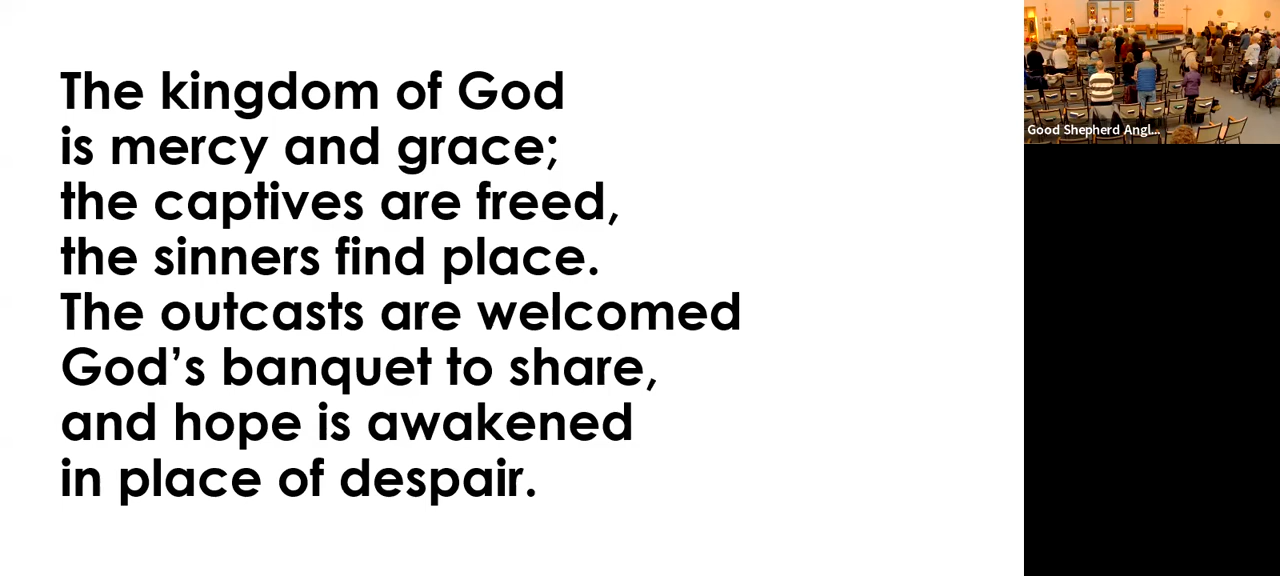 The kingdom of God
is mercy and grace;
the captives are freed,
the sinners find place.
The outcasts are welcomed
God’s banquet to share,
and hope is awakened
in place of despair.
Good Shepherd Angl...